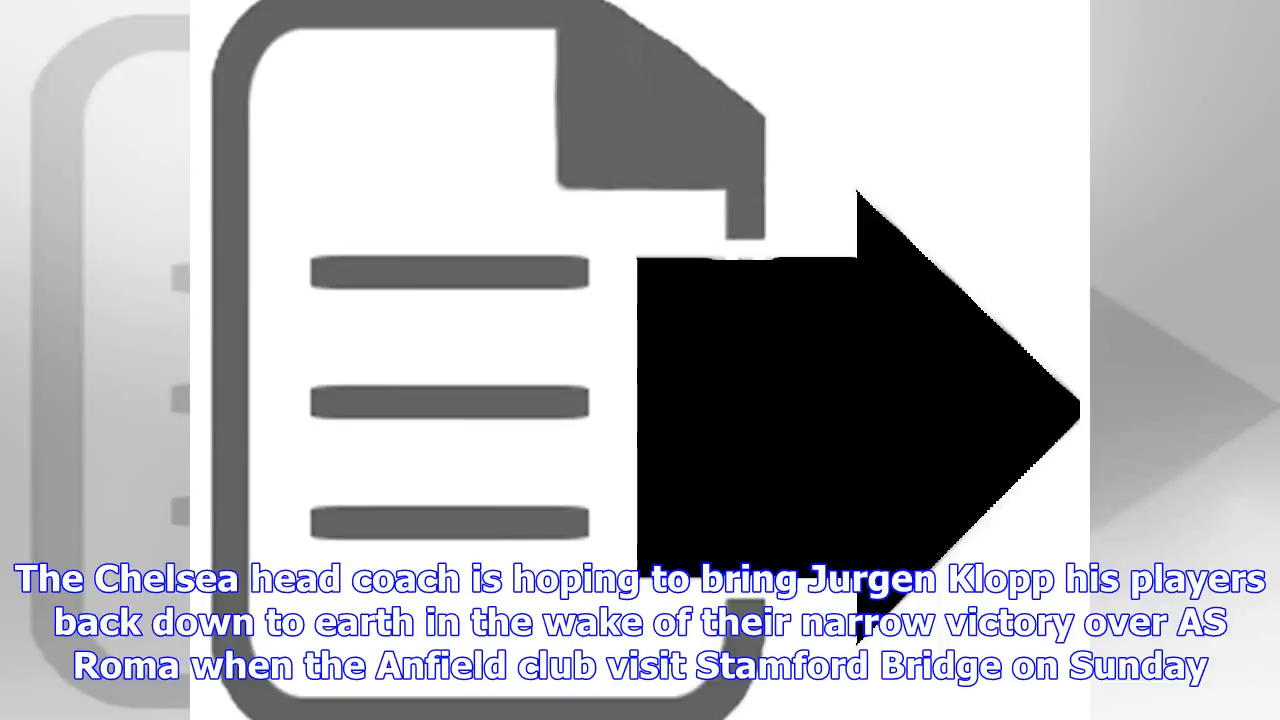 The Chelsea head coach is hoping to bring Jurgen Klopp his players
back down to earth in the wake of their narrow victory over AS
Roma when the Anfield club visit Stamford Bridge on Sunday